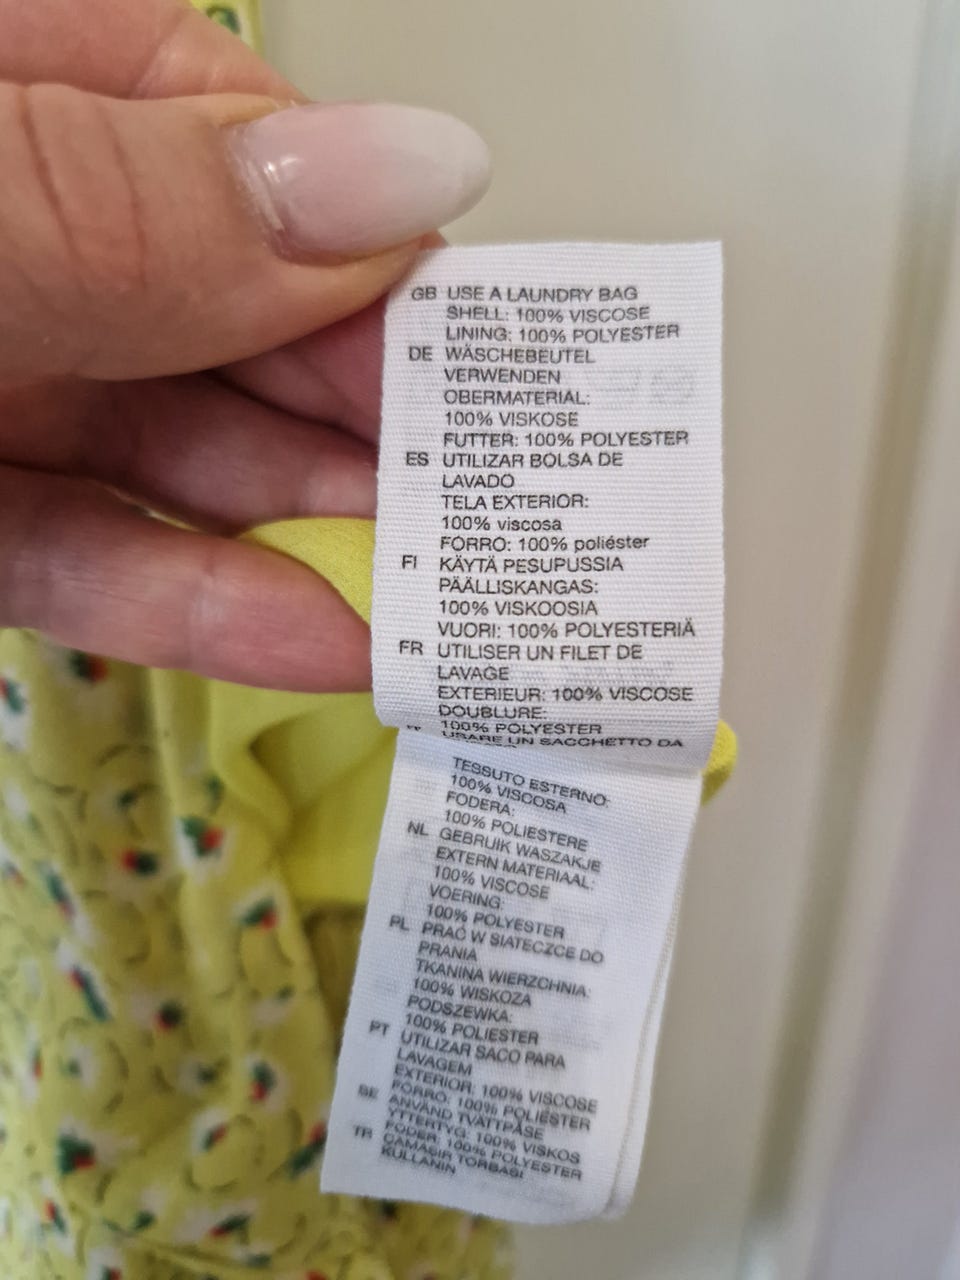 GB USE A LAUNDRY BAG
SHELL: 100% VISCOSE
LINING: 100% POLYESTER
DE WÄSCHEBEUTEL
VERWENDEN
OBERMATERIAL:
100% VISKOSE
FUTTER: 100% POLYESTER
ES UTILIZAR BOLSA DE
LAVADO
TELA EXTERIOR:
100% viscosa
FORRO: 100% poliéster
FI KÄYTÄ PESUPUSSIA
PÄÄLLISKANGAS:
100% VISKOOSIA
VUORI: 100% POLYESTERIÄ
FR UTILISER UN FILET DE
LAVAGE
EXTERIEUR: 100% VISCOSE
DOUBLURE:
100% POLYESTER
USARE UN SACCHETTO DA
TESSUTO ESTERNO:
100% VISCOSA
FODERA:
100% POLIESTERE
NL GEBRUIK WASZAKJE
EXTERN MATERIAAL:
100% VISCOSE
VOERING:
100% POLYESTER
PL PRAĆ W SIATECZCE DO
PRANIA
TKANINA WIERZCHNIA:
100% WISKOZA
PODSZEWKA:
100% POLIESTER
PT UTILIZAR SACO PARA
LAVAGEM
EXTERIOR: 100% VISCOSE
FORRO: 100% POLIÉSTER
SE ANVÄND TVÄTTPÅSE
YTTERTYG: 100% VISKOS
FODER: 100% POLYESTER
TR ÇAMAŞIR TORBASI
KULLANIN